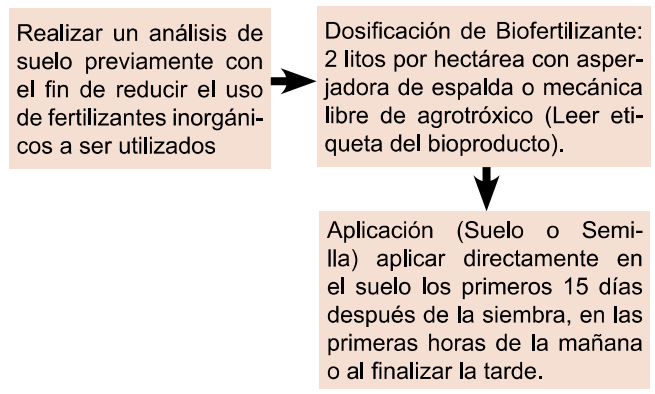 Realizar un análisis de
suelo previamente con
el fin de reducir el uso
de fertilizantes inorgáni-
cos a ser utilizados
Dosificación de Biofertilizante:
2 litos por hectárea con asper-
jadora de espalda o mecánica
libre de agrotróxico (Leer eti-
queta del bioproducto).
Aplicación (Suelo o Semi-
lla) aplicar directamente en
el suelo los primeros 15 días
después de la siembra, en las
primeras horas de la mañana
o al finalizar la tarde.